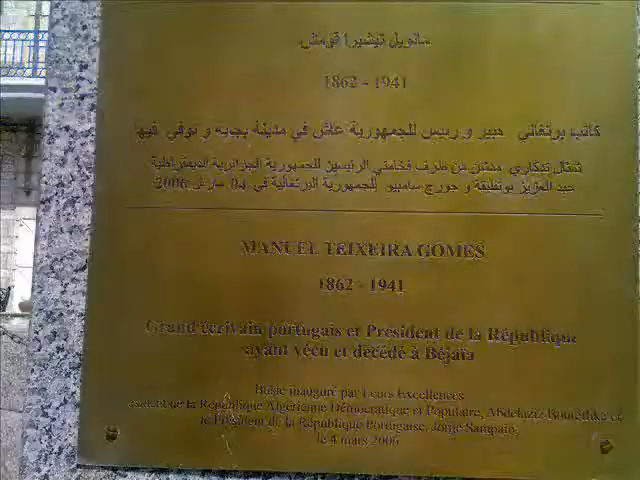 مانويل تيشيرا قومش
1862 - 1941
كاتب برتغالي كبير و رئيس للجمهورية عاش في مدينة بجاية و توفي فيها
تمثال تذكاري مدشن من طرف فخامتي الرئيسين للجمهورية الجزائرية الديمقراطية
عبد العزيز بوتفليقة و جورج سامبيو للجمهورية البرتغالية في 04 مارس 2006
MANUEL TEIXEIRA GOMES
1862 - 1941
Grand écrivain portugais et Président de la République
ayant vécu et décédé à Béjaïa
Buste inauguré par Leurs Excellences
de la République Algérienne Démocratique et Populaire, Abdelaziz Bouteflika et
le Président de la République Portugaise, Jorge Sampaio,
le 4 mars 2006